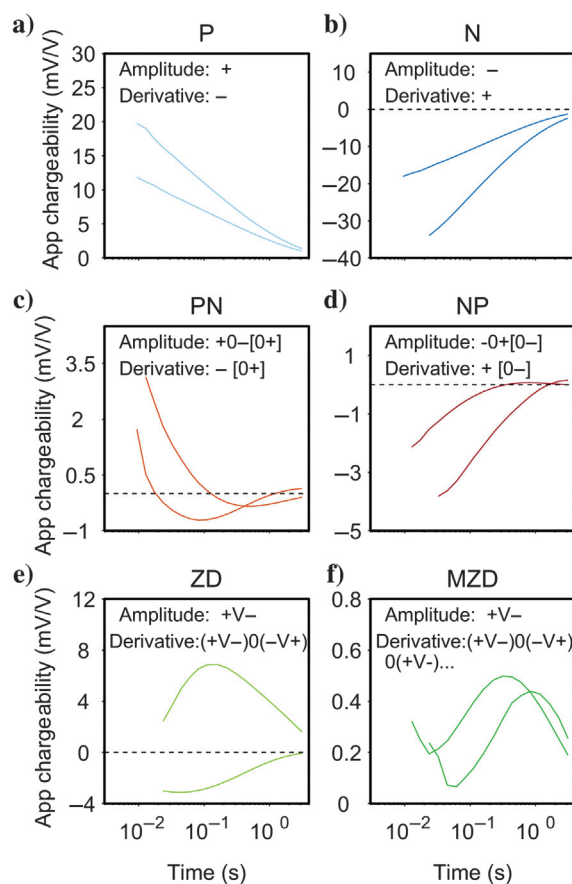 a)
P
App chargeability (mV/V)
30
25
20
15
10
5
0
Amplitude: +
Derivative: –
b)
N
10
0
–10
–20
–30
–40
Amplitude: –
Derivative: +
c)
PN
App chargeability (mV/V)
3.5
2
0.5
–1
Amplitude: +0–[0+]
Derivative: – [0+]
d)
NP
1
–1
–3
–5
Amplitude: -0+[0–]
Derivative: + [0–]
e)
ZD
App chargeability (mV/V)
12
8
4
0
–4
Amplitude: +V–
Derivative:(+V–)0(–V+)
10⁻² 10⁻¹ 10⁰
Time (s)
f)
MZD
0.8
0.6
0.4
0.2
0
Amplitude: +V–
Derivative:(+V–)0(–V+)
0(+V-)...
10⁻² 10⁻¹ 10⁰
Time (s)